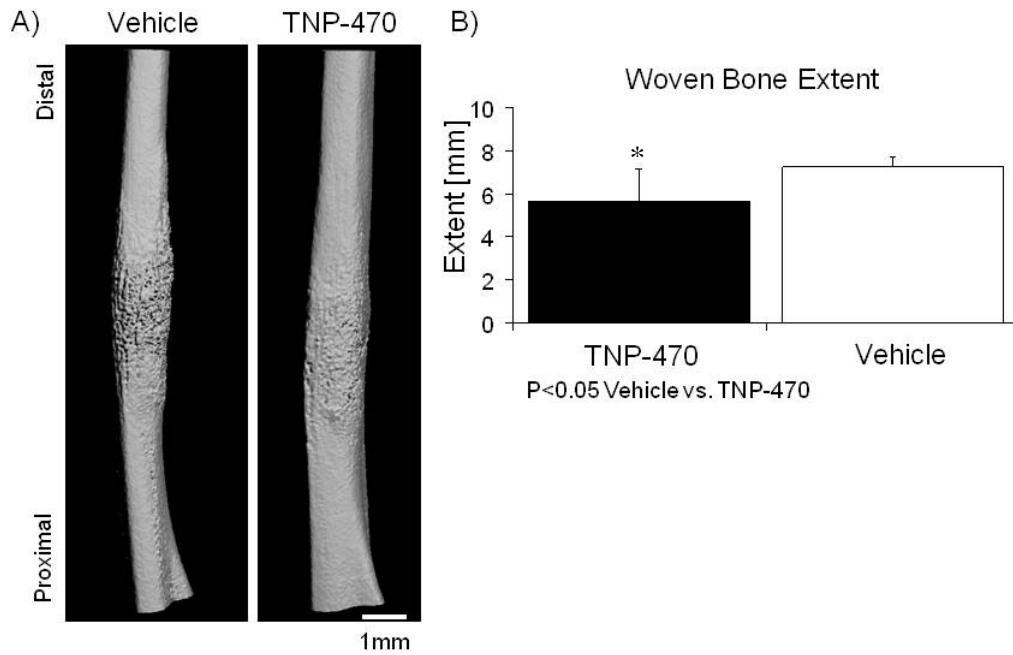 A)
Vehicle
TNP-470
Distal
Proximal
1mm
B)
Woven Bone Extent
Extent [mm]
10
8
6
4
2
0
*
TNP-470
Vehicle
P<0.05 Vehicle vs. TNP-470